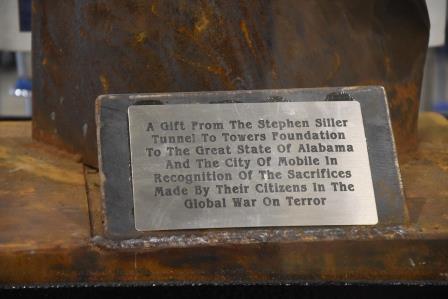 A Gift From The Stephen Siller
Tunnel To Towers Foundation
To The Great State Of Alabama
And The City Of Mobile In
Recognition Of The Sacrifices
Made By Their Citizens In The
Global War On Terror